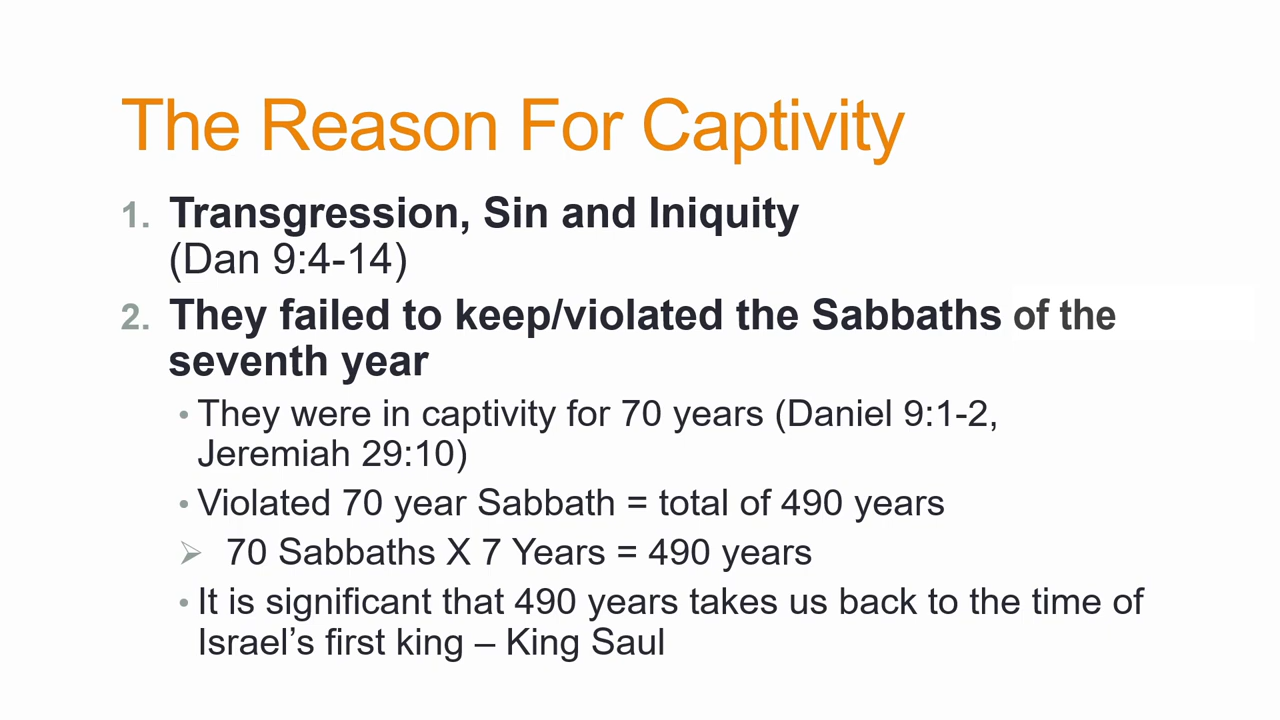 The Reason For Captivity
1. Transgression, Sin and Iniquity
(Dan 9:4-14)
2. They failed to keep/violated the Sabbaths of the
seventh year
• They were in captivity for 70 years (Daniel 9:1-2,
Jeremiah 29:10)
• Violated 70 year Sabbath = total of 490 years
➢ 70 Sabbaths X 7 Years = 490 years
• It is significant that 490 years takes us back to the time of
Israel’s first king – King Saul